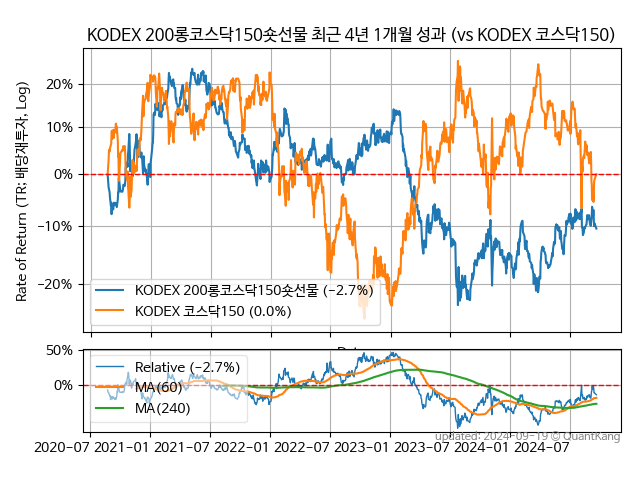 KODEX 200롱코스닥150숏선물 최근 4년 1개월 성과 (vs KODEX 코스닥150)
Rate of Return (TR: 배당재투자, Log)
20%
10%
0%
−10%
−20%
KODEX 200롱코스닥150숏선물 (−2.7%)
KODEX 코스닥150 (0.0%)
50%
0%
Relative (−2.7%)
MA(60)
MA(240)
updated: 2024-09-19 © QuantKang
2020-07 2021-01 2021-07 2022-01 2022-07 2023-01 2023-07 2024-01 2024-07